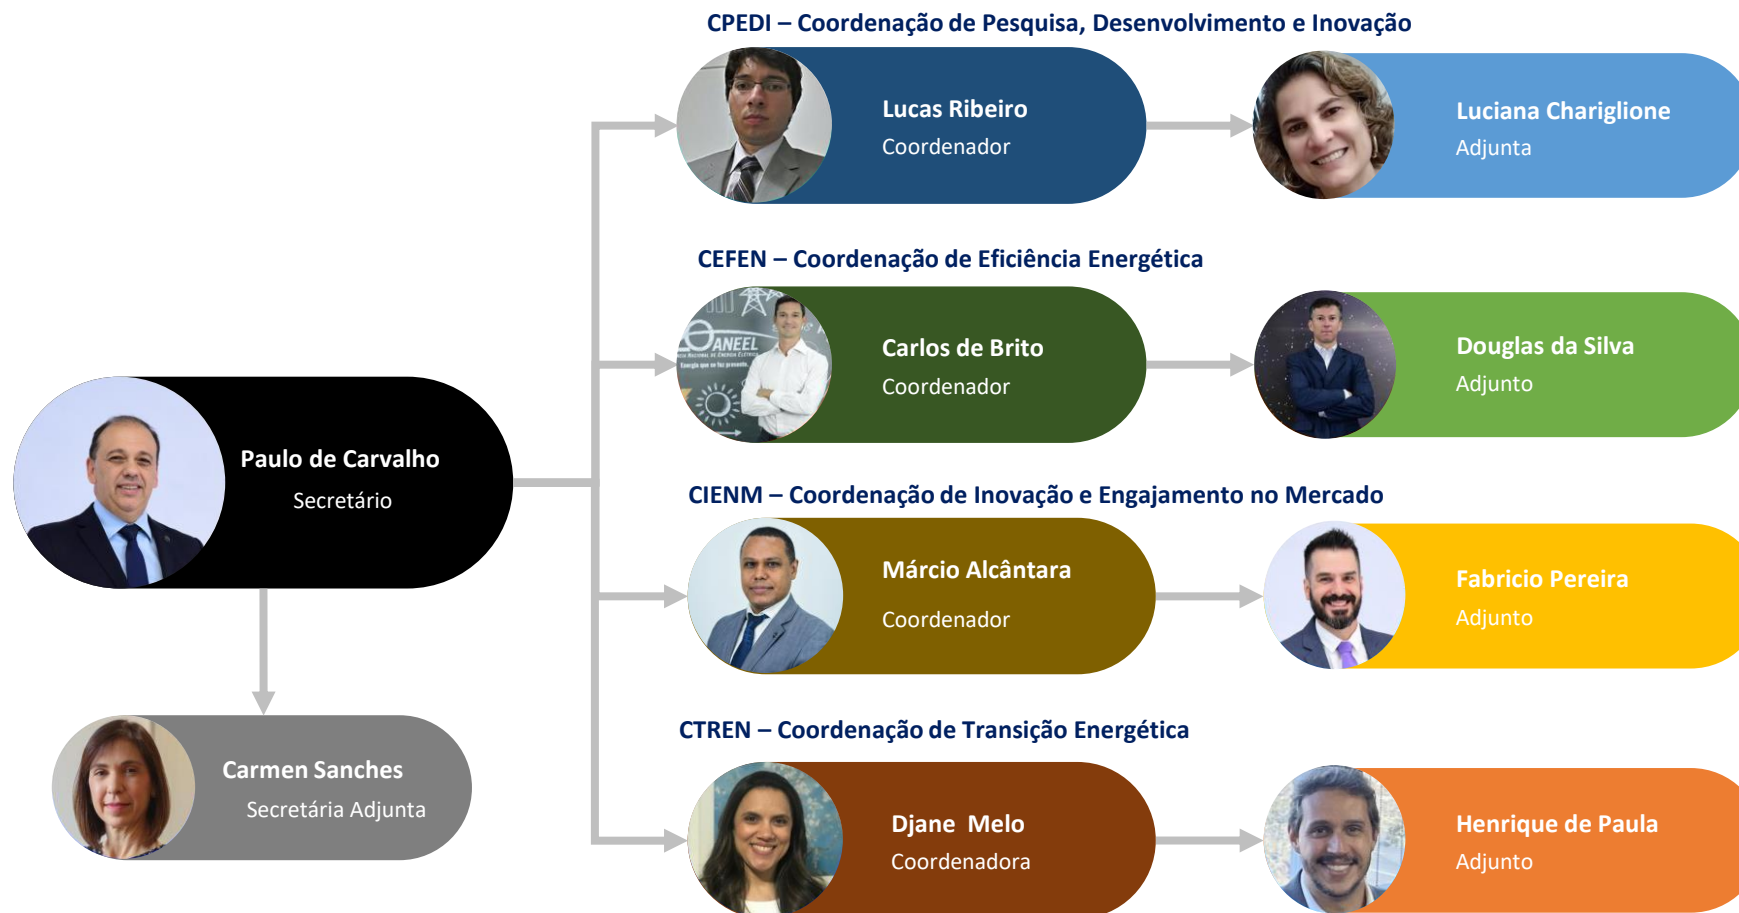 CPEDI – Coordenação de Pesquisa, Desenvolvimento e Inovação
Lucas Ribeiro
Coordenador
Luciana Chariglione
Adjunta
CEFEN – Coordenação de Eficiência Energética
ANEEL
Carlos de Brito
Coordenador
Douglas da Silva
Adjunto
Paulo de Carvalho
Secretário
CIENM – Coordenação de Inovação e Engajamento no Mercado
Márcio Alcântara
Coordenador
Fabricio Pereira
Adjunto
CTREN – Coordenação de Transição Energética
Carmen Sanches
Secretária Adjunta
Djane Melo
Coordenadora
Henrique de Paula
Adjunto